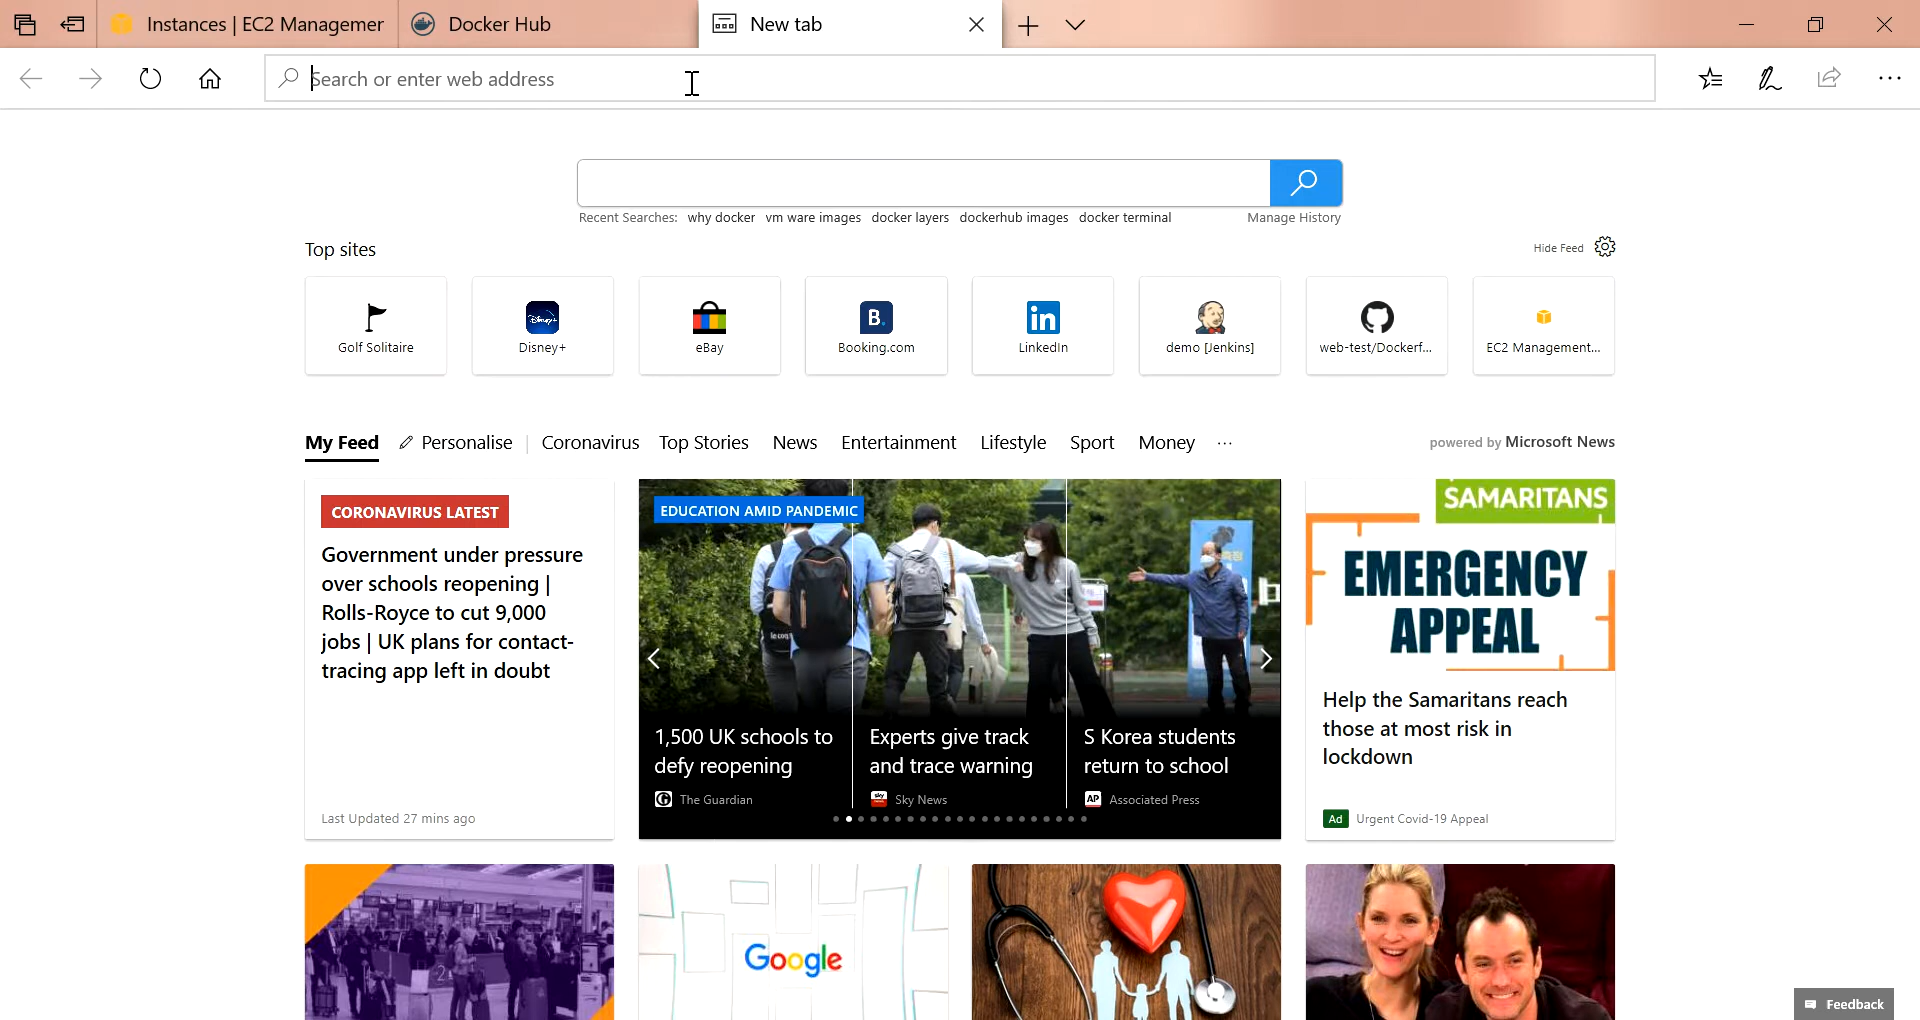 Instances | EC2 Managemer
Docker Hub
New tab
Search or enter web address
Recent Searches: why docker vm ware images docker layers dockerhub images docker terminal
Manage History
Top sites
Hide Feed
Golf Solitaire
Disney+
Disney+
eBay
B.
Booking.com
in
LinkedIn
demo [Jenkins]
web-test/Dockerf...
EC2 Management...
My Feed
Personalise
Coronavirus
Top Stories
News
Entertainment
Lifestyle
Sport
Money
...
powered by Microsoft News
CORONAVIRUS LATEST
Government under pressure
over schools reopening |
Rolls-Royce to cut 9,000
jobs | UK plans for contact-
tracing app left in doubt
Last Updated 27 mins ago
EDUCATION AMID PANDEMIC
1,500 UK schools to
defy reopening
The Guardian
Experts give track
and trace warning
sky news
Sky News
S Korea students
return to school
AP
Associated Press
SAMARITANS
EMERGENCY
APPEAL
Help the Samaritans reach
those at most risk in
lockdown
Ad Urgent Covid-19 Appeal
Google
Feedback